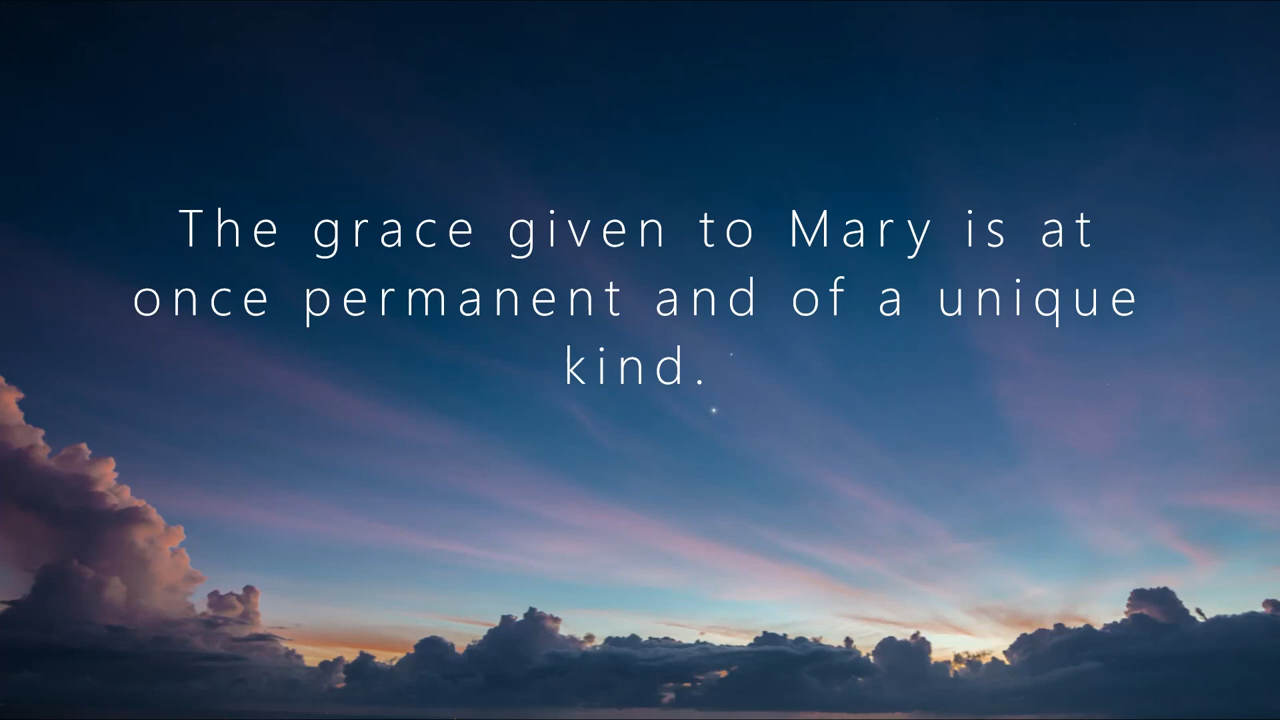 The grace given to Mary is at
once permanent and of a unique
kind.